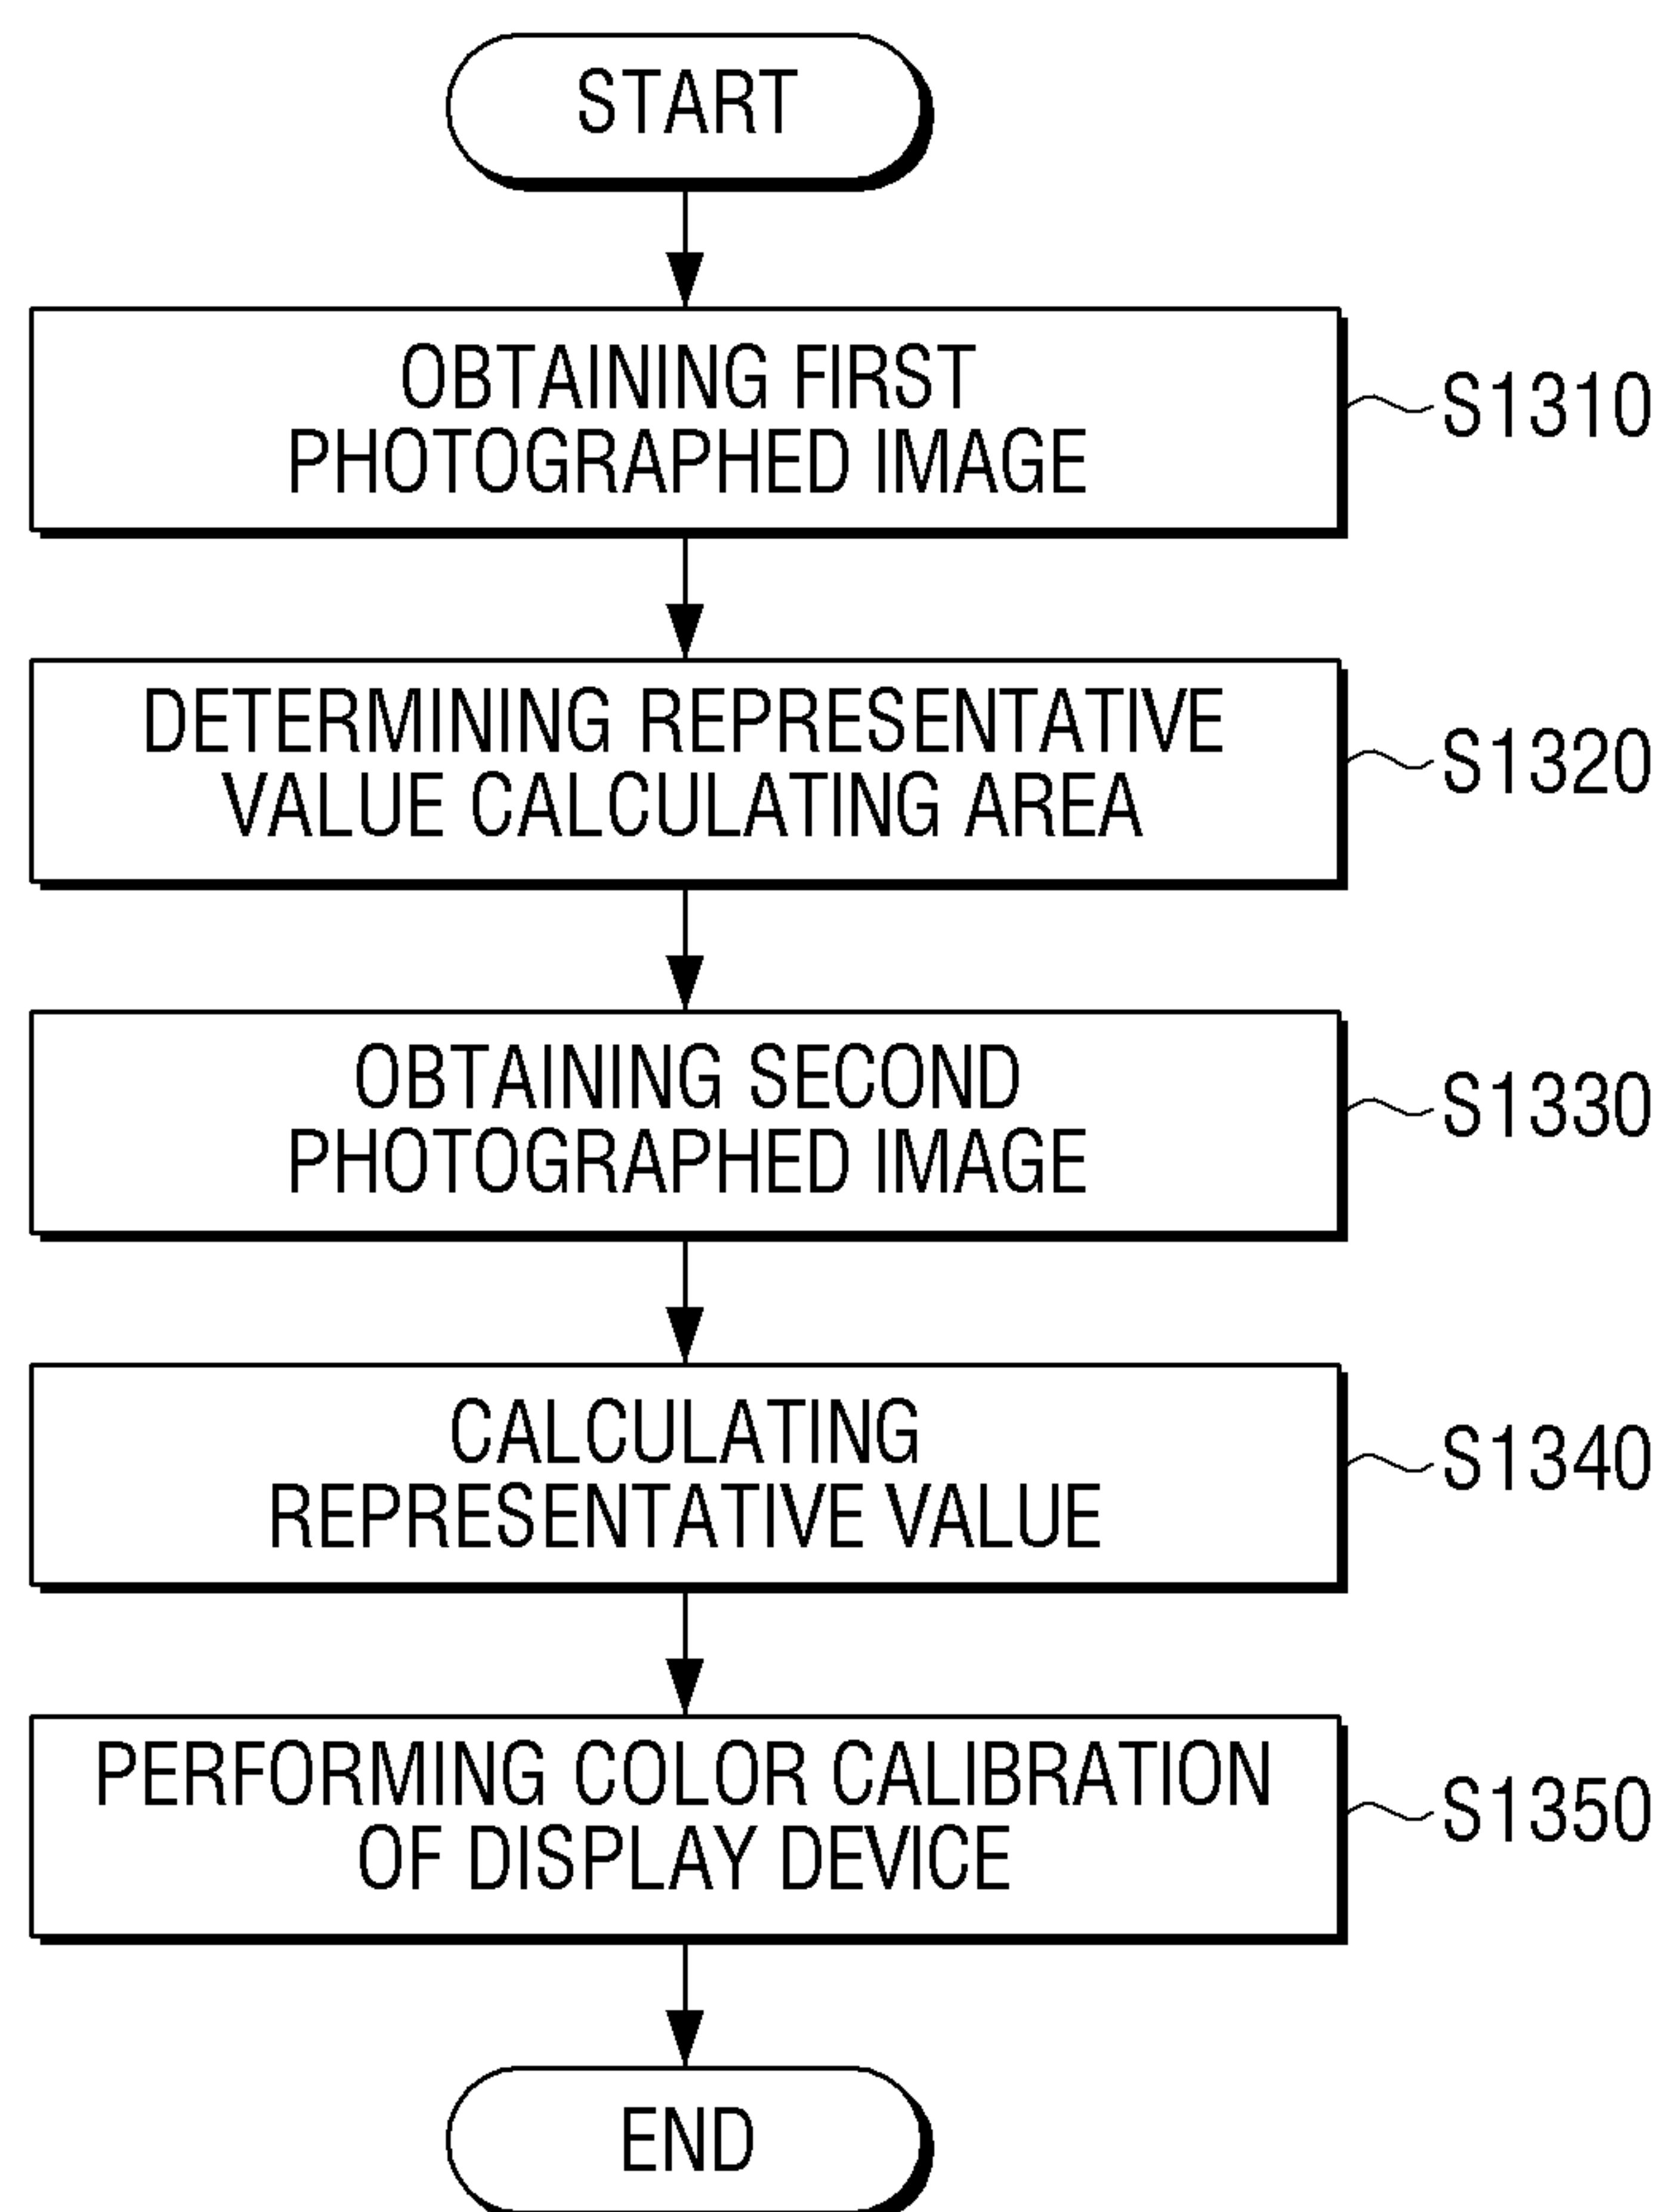 START
OBTAINING FIRST
PHOTOGRAPHED IMAGE
S1310
DETERMINING REPRESENTATIVE
VALUE CALCULATING AREA
S1320
OBTAINING SECOND
PHOTOGRAPHED IMAGE
S1330
CALCULATING
REPRESENTATIVE VALUE
S1340
PERFORMING COLOR CALIBRATION
OF DISPLAY DEVICE
S1350
END